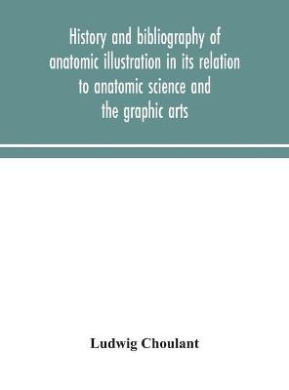 History and bibliography of
anatomic illustration in its relation
to anatomic science and
the graphic arts
Ludwig Choulant